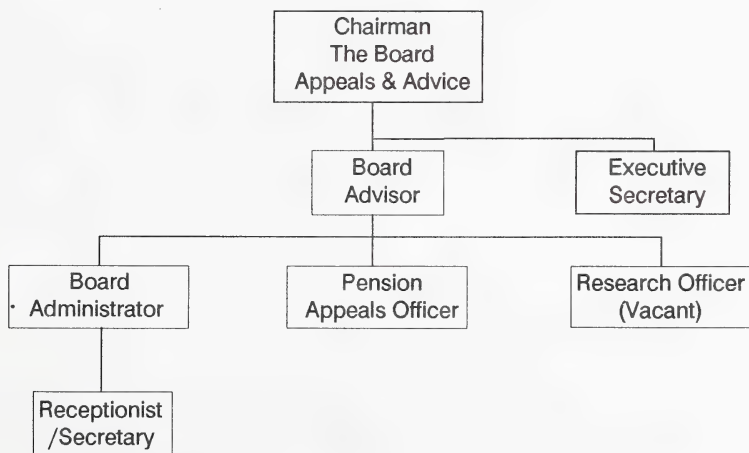 Chairman
The Board
Appeals & Advice
Board
Advisor
Executive
Secretary
Board
Administrator
Pension
Appeals Officer
Research Officer
(Vacant)
Receptionist
/Secretary